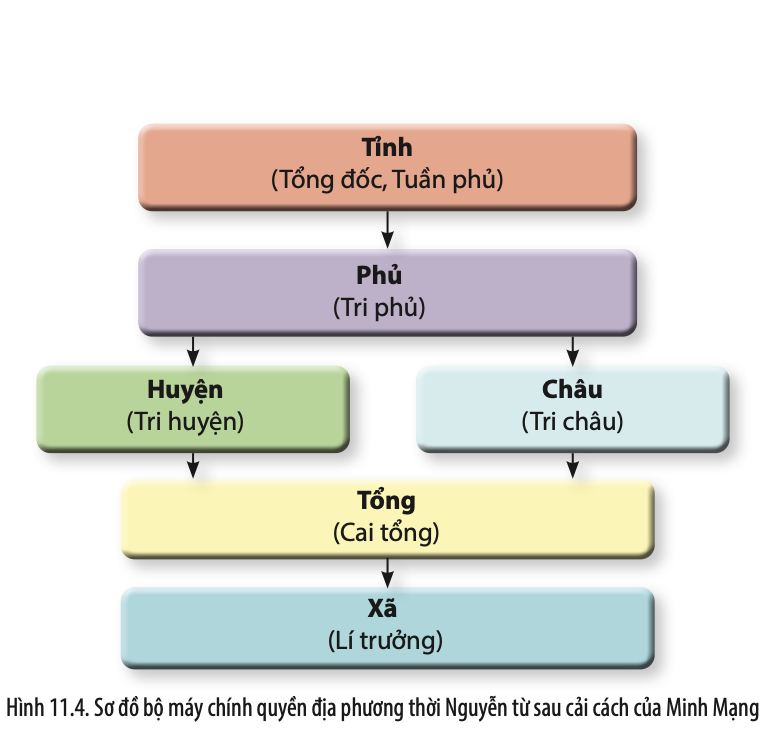 Tỉnh
(Tổng đốc, Tuần phủ)
Phủ
(Tri phủ)
Huyện
(Tri huyện)
Châu
(Tri châu)
Tổng
(Cai tổng)
Xã
(Lí trưởng)
Hình 11.4. Sơ đồ bộ máy chính quyền địa phương thời Nguyễn từ sau cải cách của Minh Mạng